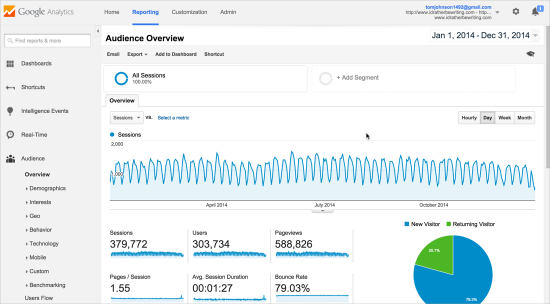 Google Analytics
Home Reporting Customization Admin
tomjohnson1492@gmail.com
http://www.idratherbewriting.com - http...
http://www.idratherbewriting.com
1
Find reports & more
Dashboards
Shortcuts
Intelligence Events
Real-Time
Audience
Overview
Demographics
Interests
Geo
Behavior
Technology
Mobile
Custom
Benchmarking
Users Flow
Audience Overview
Jan 1, 2014 - Dec 31, 2014
Email Export Add to Dashboard Shortcut
All Sessions
100.00%
+ Add Segment
Overview
Sessions VS. Select a metric
Hourly Day Week Month
Sessions
2,000
1,000
April 2014 July 2014 October 2014
Sessions
379,772
Users
303,734
Pageviews
588,826
Pages / Session
1.55
Avg. Session Duration
00:01:27
Bounce Rate
79.03%
New Visitor Returning Visitor
20.7%
79.3%